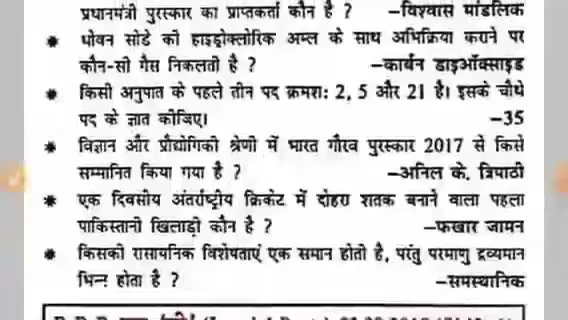 प्रधानमंत्री पुरस्कार का प्राप्तकर्ता कौन है ? –विश्वास मांडलिक
* धोवन सोडे को हाइड्रोक्लोरिक अम्ल के साथ अभिक्रिया कराने पर
कौन-सी गैस निकलती है ? –कार्बन डाइऑक्साइड
* किसी अनुपात के पहले तीन पद क्रमशः 2, 5 और 21 है। इसके चौथे
पद के ज्ञात कीजिए। –35
* विज्ञान और प्रौद्योगिकी श्रेणी में भारत गौरव पुरस्कार 2017 से किसे
सम्मानित किया गया है ? –अनिल के. त्रिपाठी
* एक दिवसीय अंतर्राष्ट्रीय क्रिकेट में दोहरा शतक बनाने वाला पहला
पाकिस्तानी खिलाड़ी कौन है ? –फखार जामन
* किसकी रासायनिक विशेषताएं एक समान होती है, परंतु परमाणु द्रव्यमान
भिन्न होता है ? –समस्थानिक